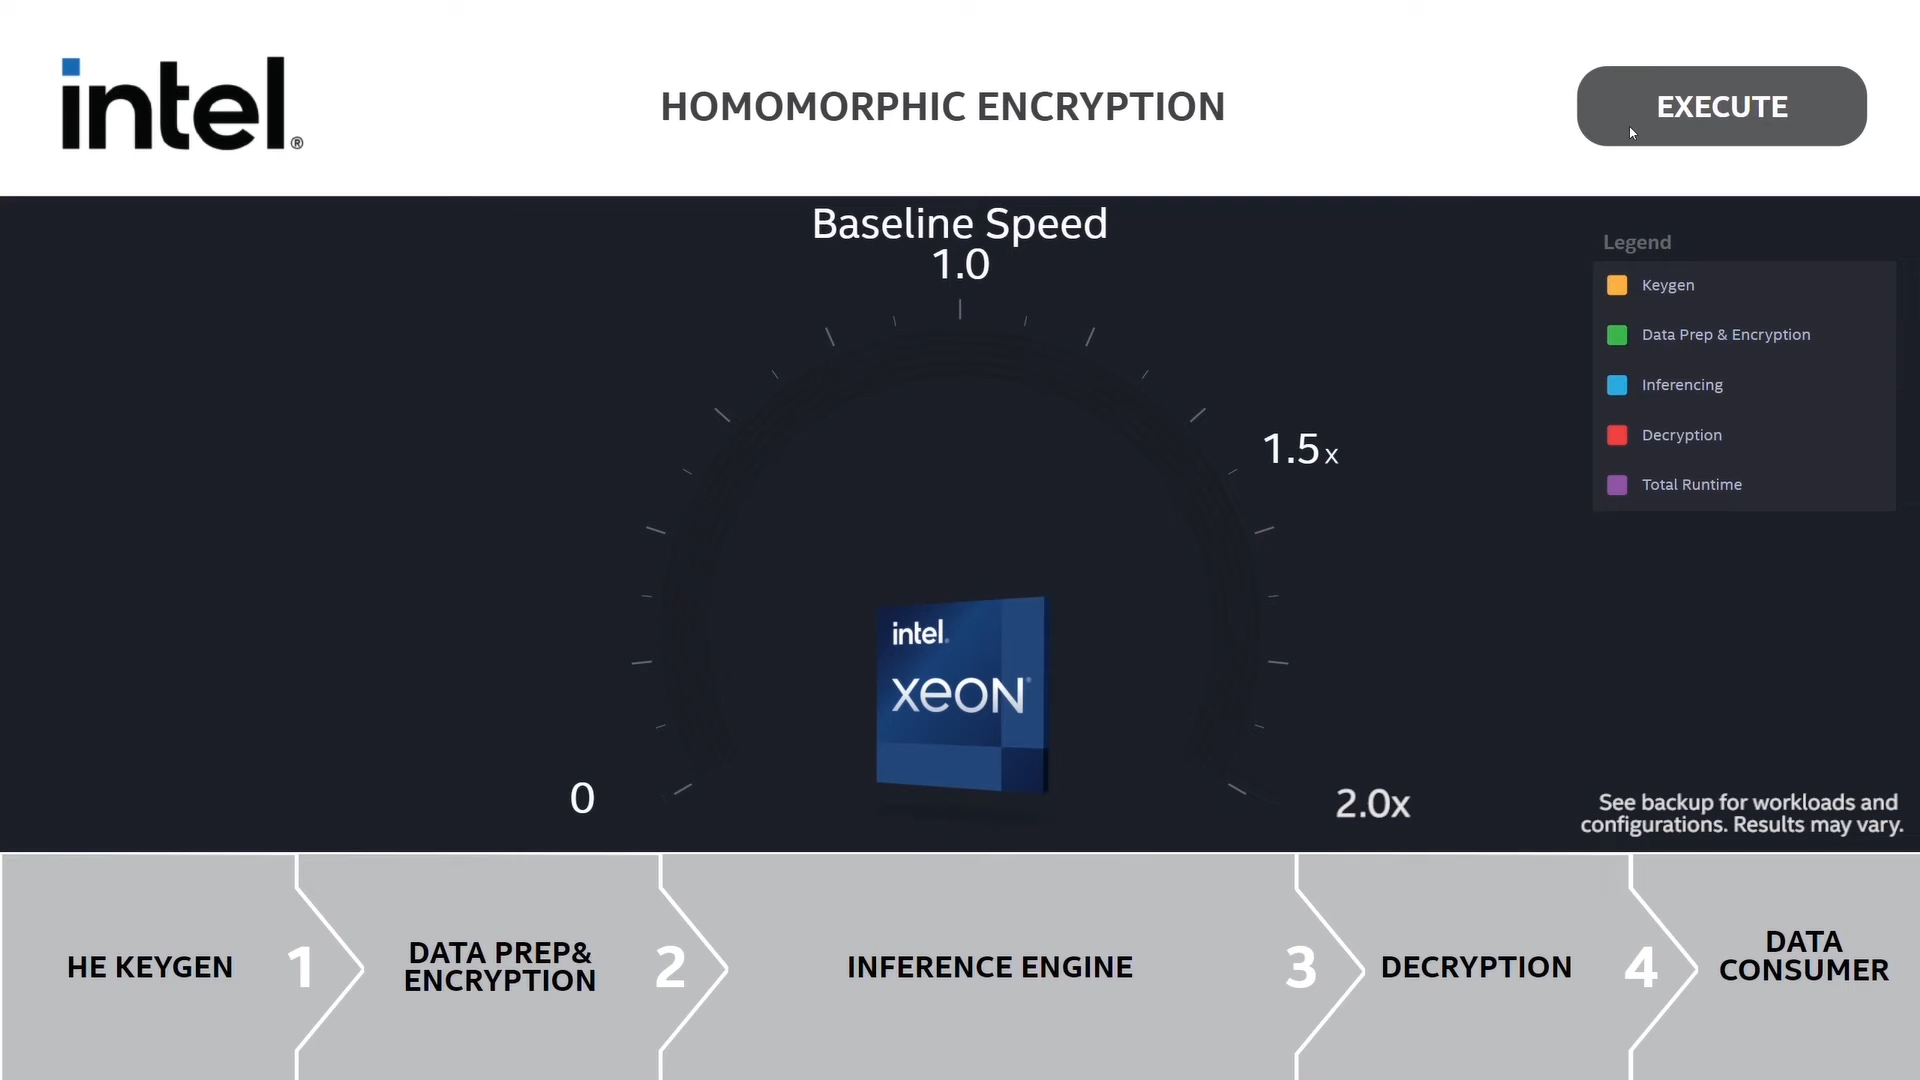 intel®
HOMOMORPHIC ENCRYPTION
EXECUTE
Baseline Speed
1.0
1.5x
0
2.0x
intel.
XEON
Legend
Keygen
Data Prep & Encryption
Inferencing
Decryption
Total Runtime
See backup for workloads and
configurations. Results may vary.
HE KEYGEN
1
DATA PREP&
ENCRYPTION
2
INFERENCE ENGINE
3
DECRYPTION
4
DATA
CONSUMER